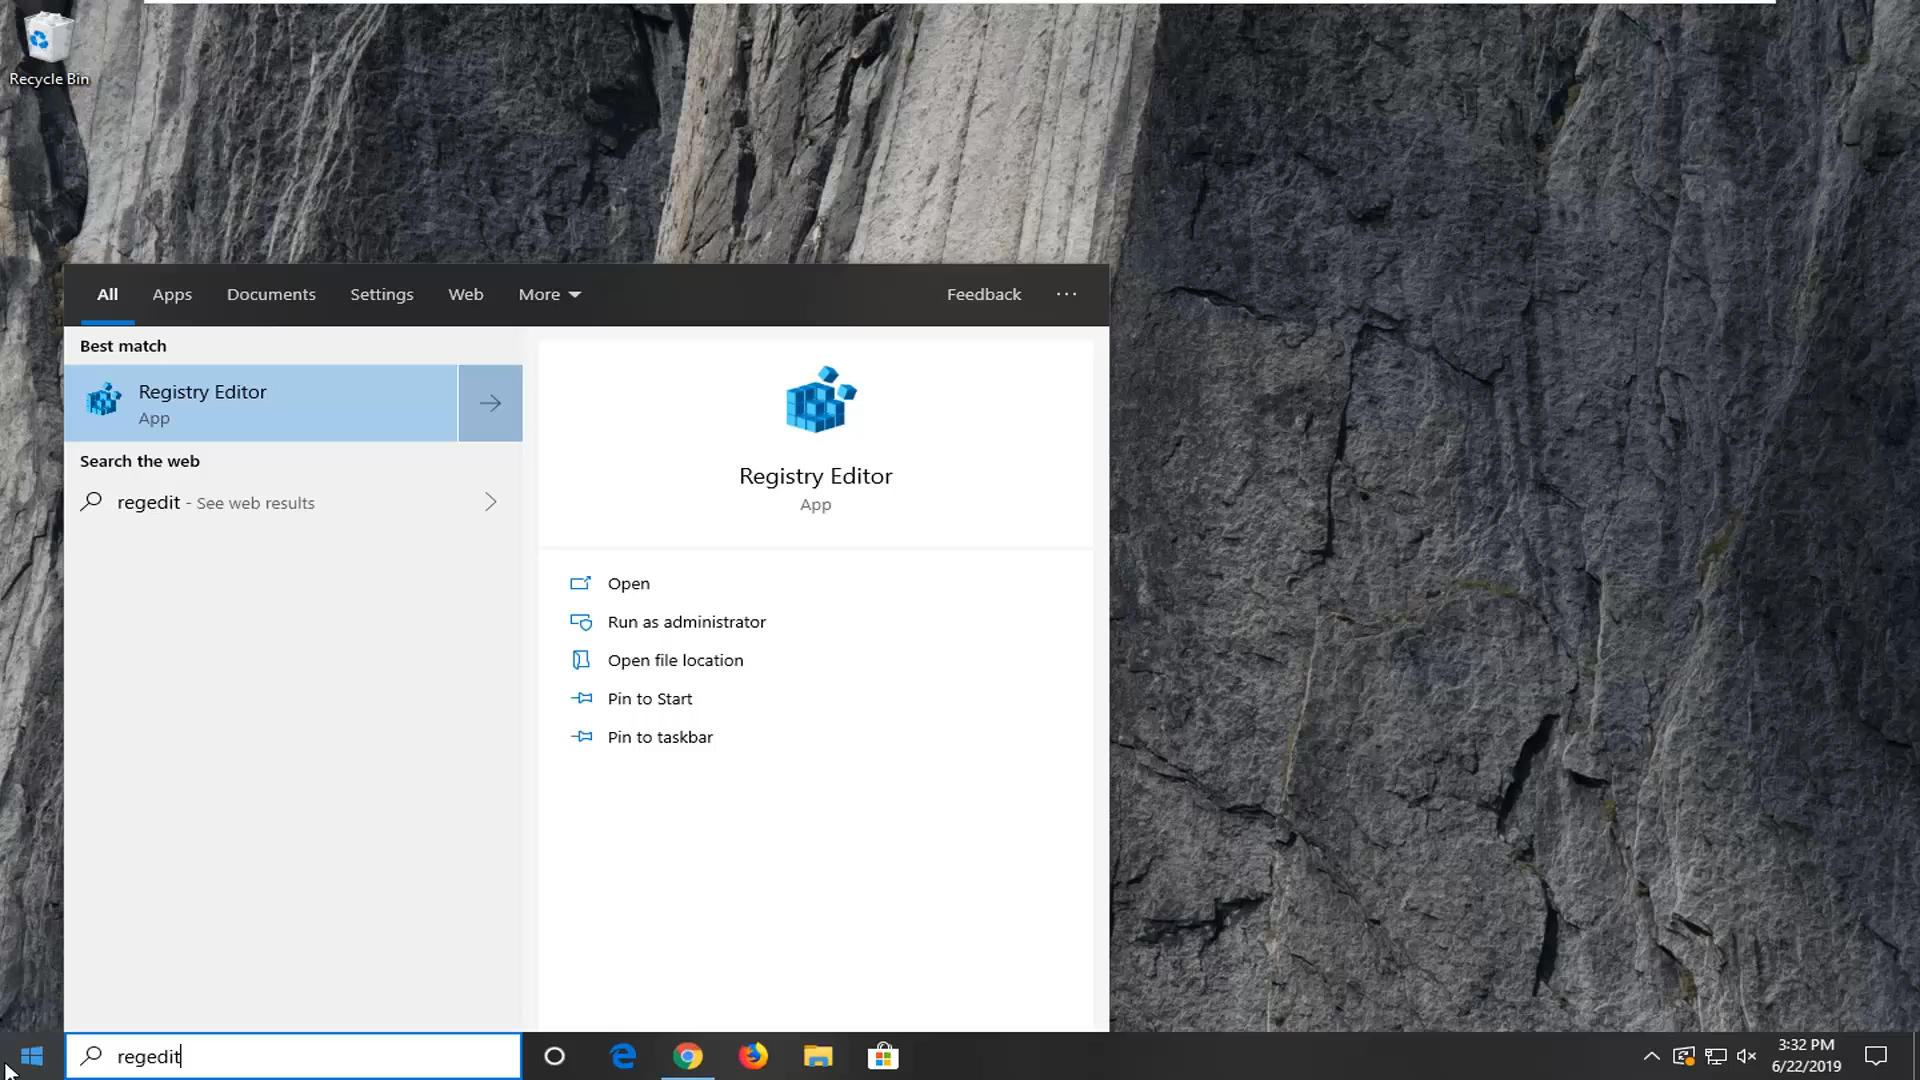 Recycle Bin
All Apps Documents Settings Web More Feedback ...
Best match
Registry Editor
App
Search the web
regedit - See web results
Registry Editor
App
Open
Run as administrator
Open file location
Pin to Start
Pin to taskbar
regedit
3:32 PM
6/22/2019